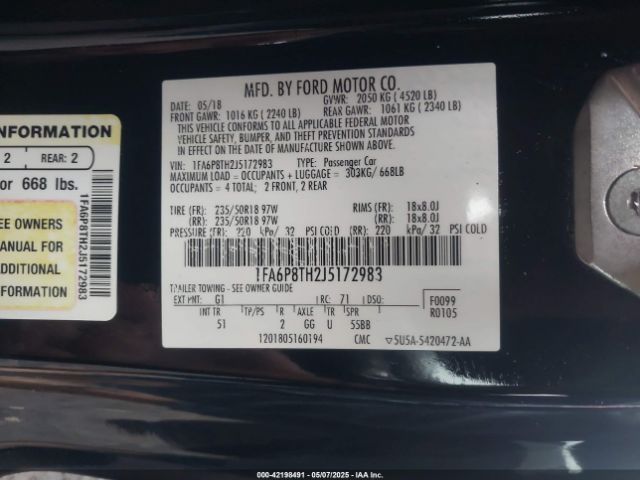 MFD. BY FORD MOTOR CO.
DATE: 05/18
GVWR: 2050 KG ( 4520 LB)
FRONT GAWR: 1016 KG ( 2240 LB)
REAR GAWR: 1061 KG ( 2340 LB)
THIS VEHICLE CONFORMS TO ALL APPLICABLE FEDERAL MOTOR
VEHICLE SAFETY, BUMPER, AND THEFT PREVENTION STANDARDS
IN EFFECT ON THE DATE OF MANUFACTURE SHOWN ABOVE.
VIN: 1FA6P8TH2J5172983 TYPE: Passenger Car
MAXIMUM LOAD = OCCUPANTS + LUGGAGE = 303KG/ 668LB
OCCUPANTS = 4 TOTAL; 2 FRONT, 2 REAR
TIRE (FR): 235/50R18 97W RIMS (FR): 18x8.0J
(RR): 235/50R18 97W (RR): 18x8.0J
PRESSURE (FR): 220 kPa/ 32 PSI COLD (RR): 220 kPa/ 32 PSI COLD
1FA6P8TH2J5172983
TRAILER TOWING - SEE OWNER GUIDE
EXT PNT: G1 RC: 71 DSO: F0099
INT TR TP/PS R AXLE TR SPR R0105
51 2 GG U 55BB
1201805160194 CMC 5U5A-5420472-AA
INFORMATION
2 REAR: 2
or 668 lbs.
EE OWNERS
MANUAL FOR
ADDITIONAL
INFORMATION
1FA6P8TH2J5172983
000-42198491 - 05/07/2025 - IAAI.COM